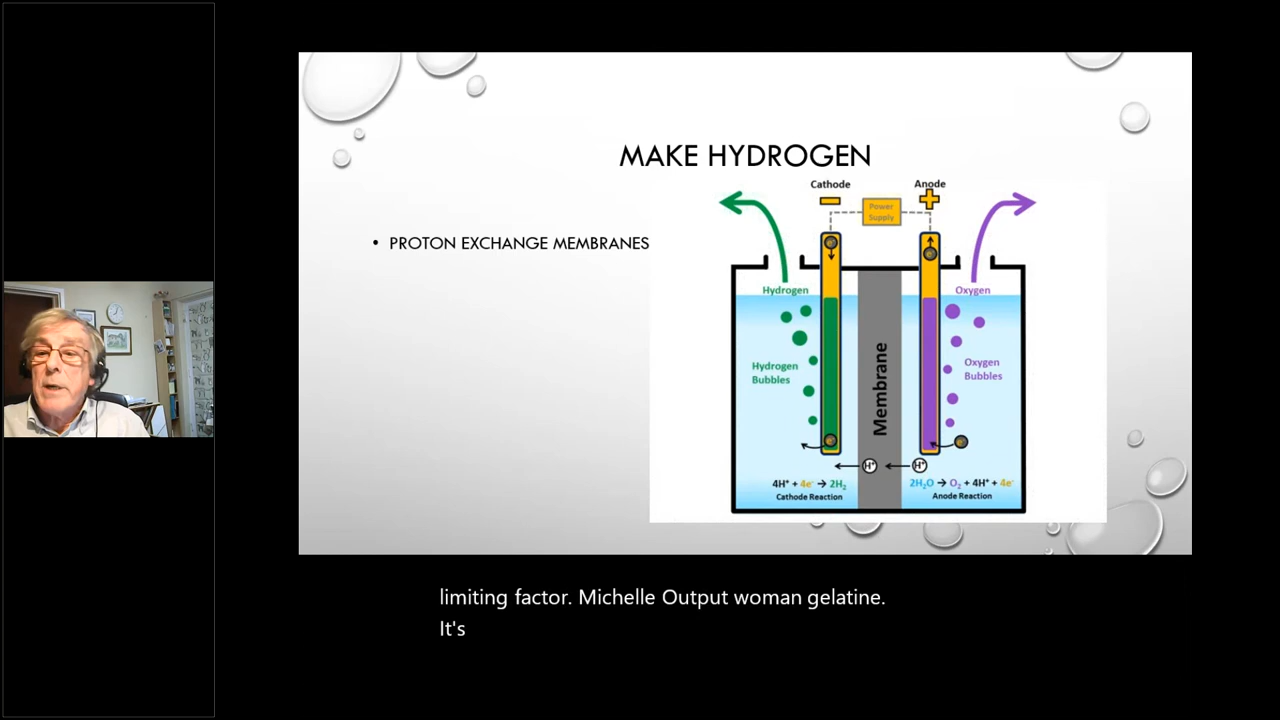 MAKE HYDROGEN
• PROTON EXCHANGE MEMBRANES
Cathode
Anode
Power
Supply
Hydrogen
Oxygen
Hydrogen
Bubbles
Oxygen
Bubbles
Membrane
H⁺
H⁺
4H⁺ + 4e⁻ → 2H₂
Cathode Reaction
2H₂O → O₂ + 4H⁺ + 4e⁻
Anode Reaction
limiting factor. Michelle Output woman gelatine.
It's